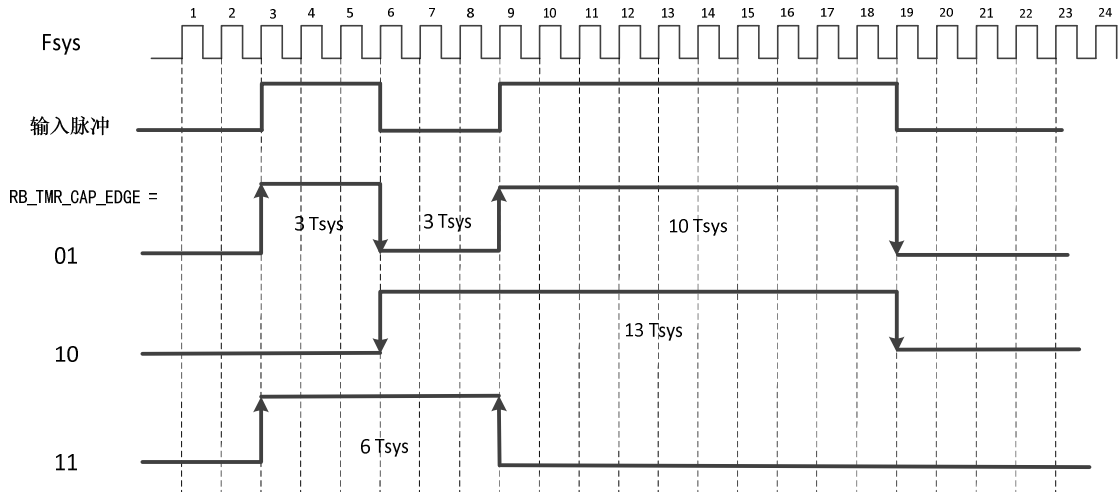 1 2 3 4 5 6 7 8 9 10 11 12 13 14 15 16 17 18 19 20 21 22 23 24
Fsys
输入脉冲
RB_TMR_CAP_EDGE =
3 Tsys 3 Tsys 10 Tsys
01
13 Tsys
10
6 Tsys
11